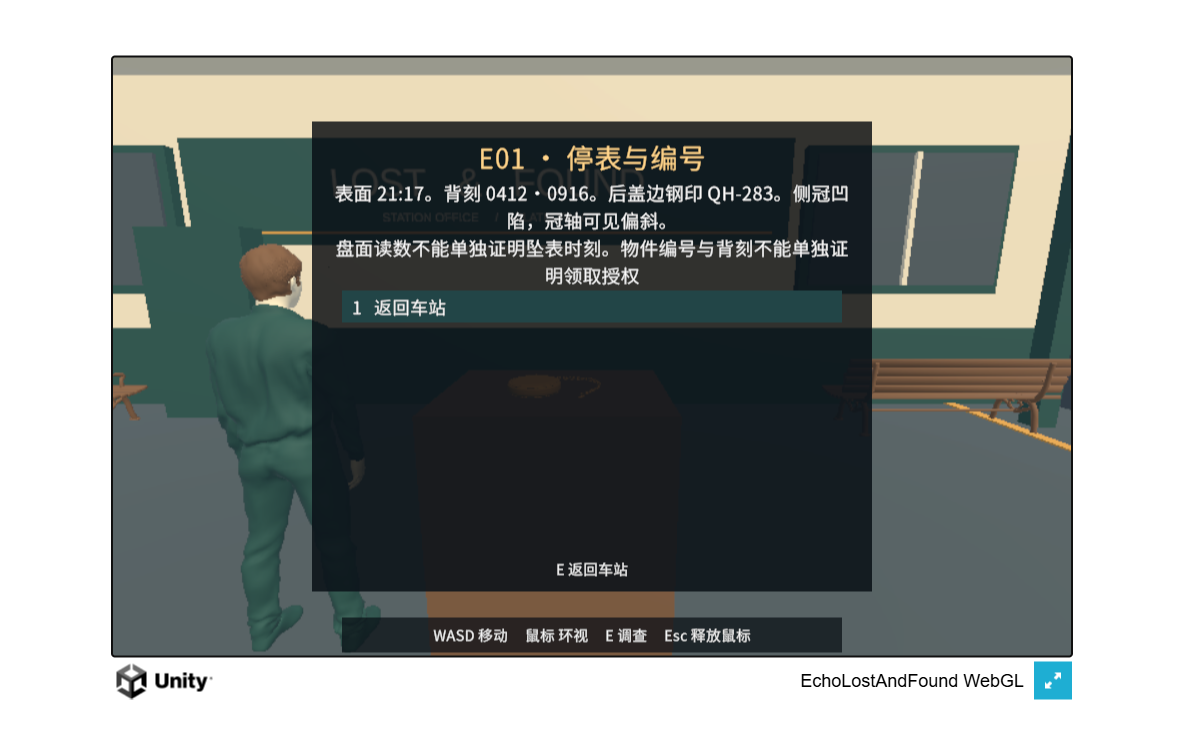 E01 · 停表与编号
LOST & FOUND
表面 21:17。背刻 0412·0916。后盖边钢印 QH-283。侧冠凹
陷，冠轴可见偏斜。
STATION OFFICE /
盘面读数不能单独证明坠表时刻。物件编号与背刻不能单独证
明领取授权
1 返回车站
E 返回车站
WASD 移动 鼠标 环视 E 调查 Esc 释放鼠标
Unity
EchoLostAndFound WebGL